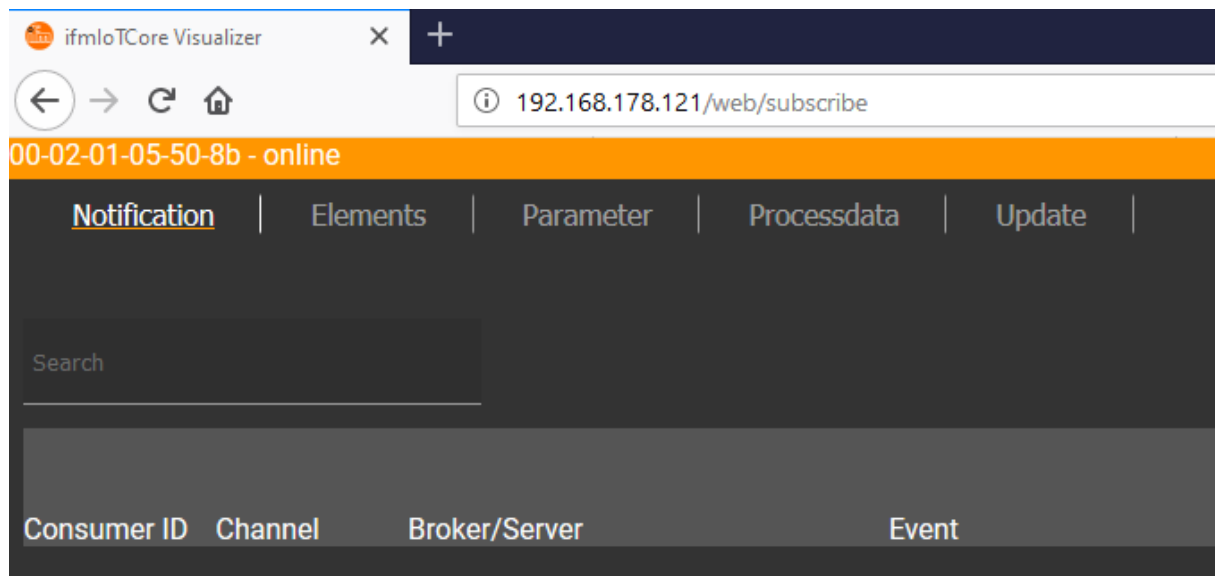 ifmIoTCore Visualizer
192.168.178.121/web/subscribe
00-02-01-05-50-8b - online
Notification Elements Parameter Processdata Update
Search
Consumer ID Channel Broker/Server Event